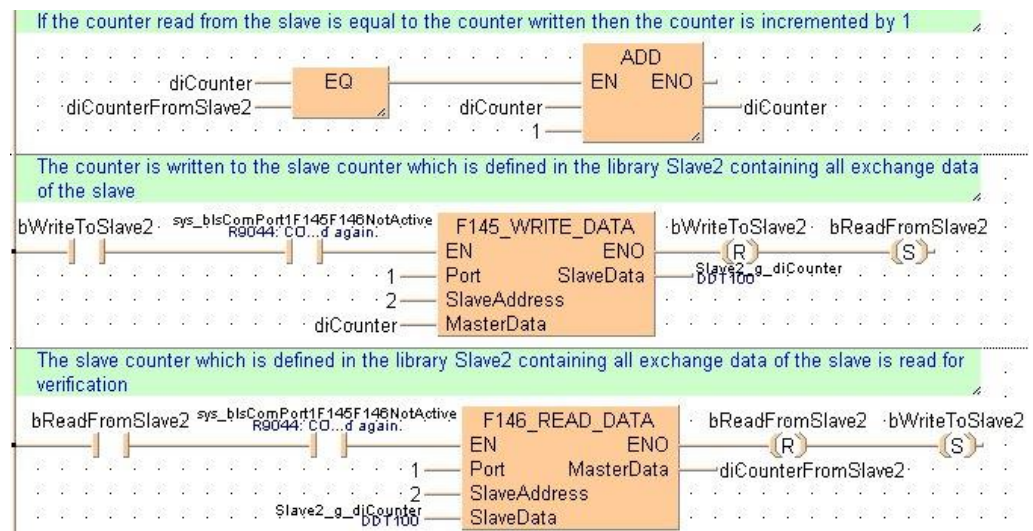 If the counter read from the slave is equal to the counter written then the counter is incremented by 1
ADD
diCounter EQ EN ENO
diCounterFromSlave2 diCounter diCounter
1
The counter is written to the slave counter which is defined in the library Slave2 containing all exchange data
of the slave
bWriteToSlave2 sys_bIsComPort1F145F146NotActive F145_WRITE_DATA bWriteToSlave2 bReadFromSlave2
R9044: CO...d again.
EN ENO (R) (S)
1 Port SlaveData Slave2_g_diCounter
DDT100
2 SlaveAddress
diCounter MasterData
The slave counter which is defined in the library Slave2 containing all exchange data of the slave is read for
verification
bReadFromSlave2 sys_bIsComPort1F145F146NotActive F146_READ_DATA bReadFromSlave2 bWriteToSlave2
R9044: CO...d again.
EN ENO (R) (S)
1 Port MasterData diCounterFromSlave2
2 SlaveAddress
Slave2_g_diCounter SlaveData
DDT100